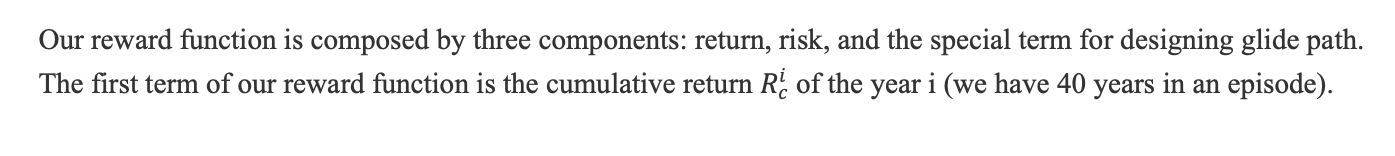 Our reward function is composed by three components: return, risk, and the special term for designing glide path.
The first term of our reward function is the cumulative return $R_c^i$ of the year i (we have 40 years in an episode).